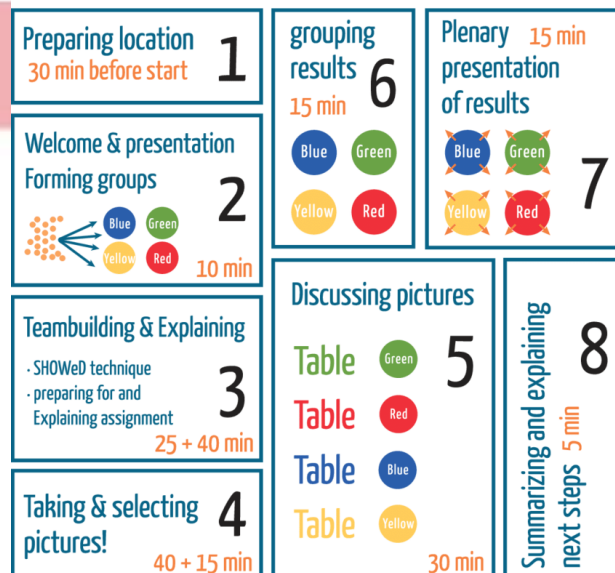 Preparing location
30 min before start
1
Welcome & presentation
Forming groups
2
Blue
Green
Yellow
Red
10 min
Teambuilding & Explaining
· SHOWeD technique
· preparing for and
Explaining assignment
3
25 + 40 min
Taking & selecting
pictures!
4
40 + 15 min
Discussing pictures
5
Table Green
Table Red
Table Blue
Table Yellow
30 min
grouping
results
15 min
6
Blue
Green
Yellow
Red
Plenary 15 min
presentation
of results
Blue
Green
Yellow
Red
7
Summarizing and explaining
next steps 5 min
8